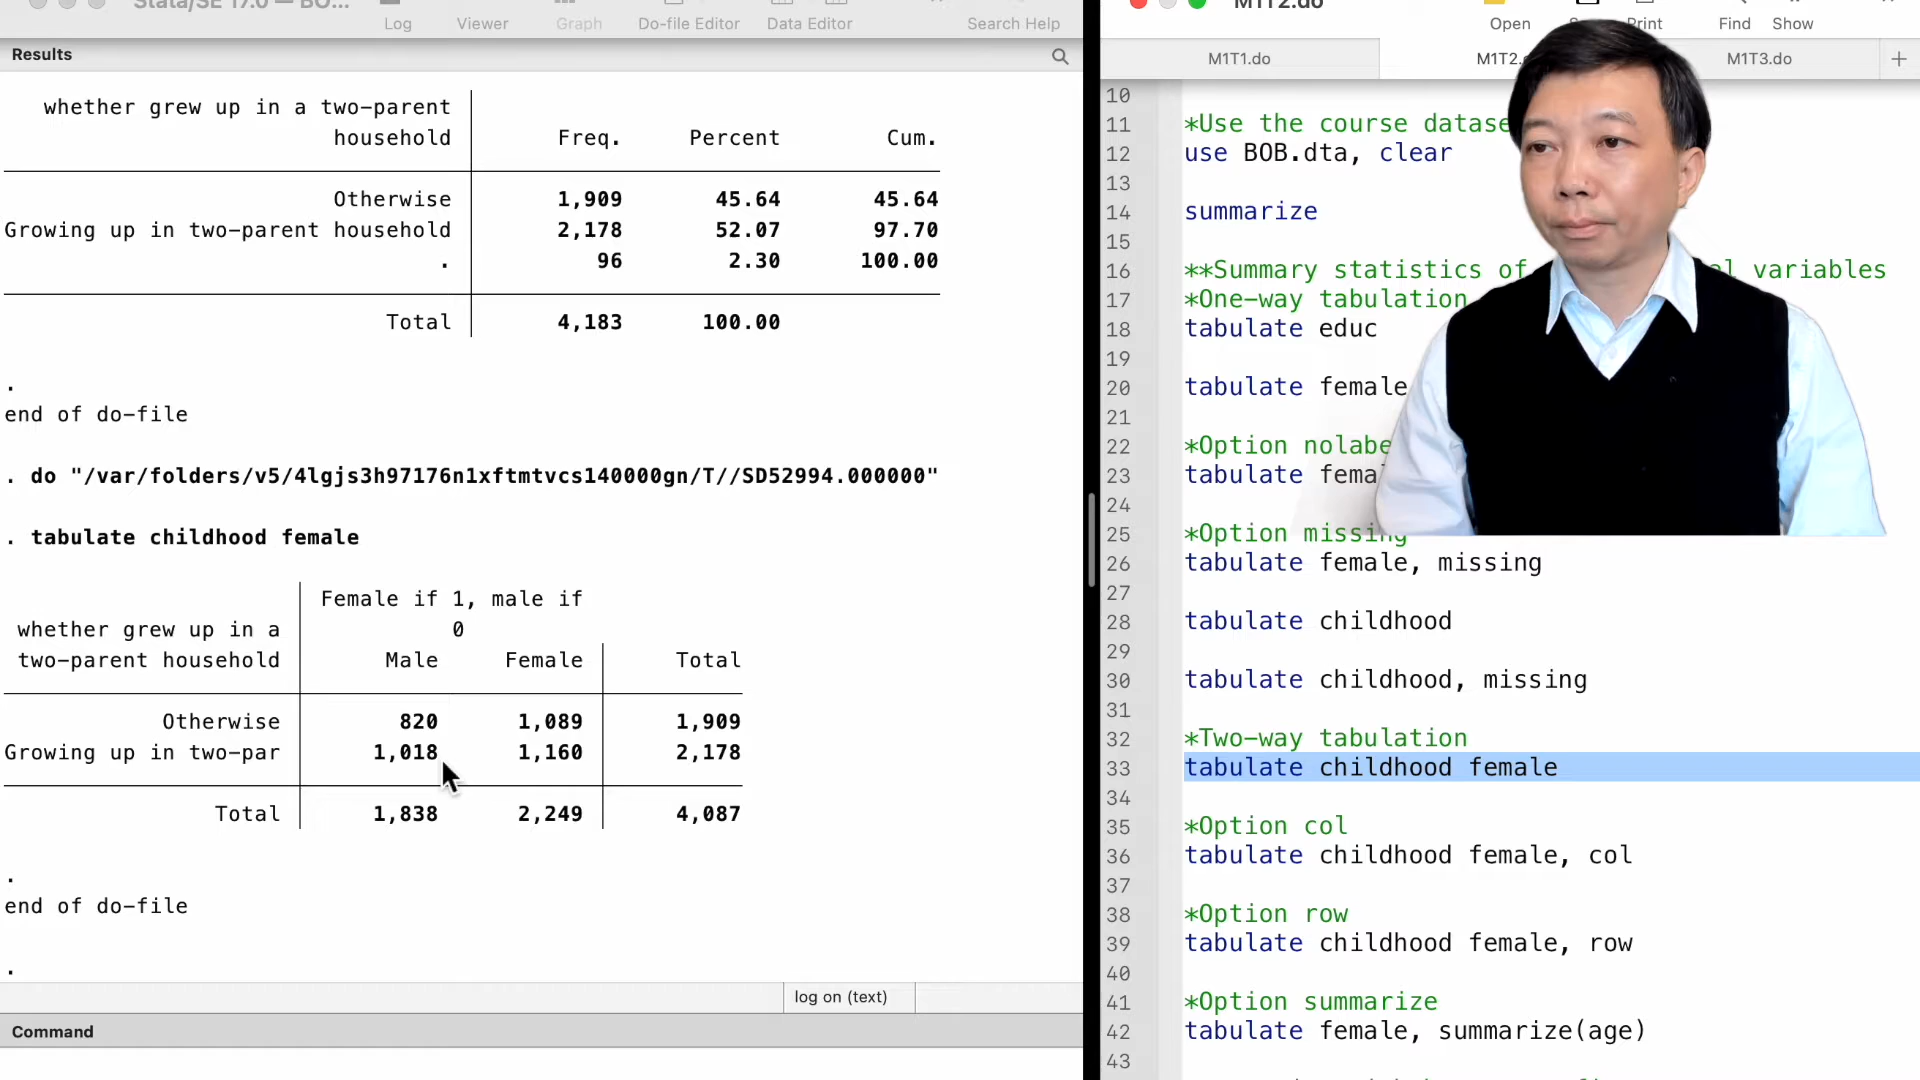 Stata/SE 17.0 — BO...
Log
Viewer
Graph
Do-file Editor
Data Editor
Search Help
Results
whether grew up in a two-parent
household Freq. Percent Cum.
Otherwise 1,909 45.64 45.64
Growing up in two-parent household 2,178 52.07 97.70
. 96 2.30 100.00
Total 4,183 100.00
.
end of do-file
. do "/var/folders/v5/4lgjs3h97176n1xftmtvcs140000gn/T//SD52994.000000"
. tabulate childhood female
Female if 1, male if
whether grew up in a 0
two-parent household Male Female Total
Otherwise 820 1,089 1,909
Growing up in two-par 1,018 1,160 2,178
Total 1,838 2,249 4,087
.
end of do-file
.
log on (text)
Command
M1T2.do
Open
Print
Find
Show
M1T1.do
M1T2.
M1T3.do
+
10
11 *Use the course datase
12 use BOB.dta, clear
13
14 summarize
15
16 **Summary statistics of al variables
17 *One-way tabulation
18 tabulate educ
19
20 tabulate female
21
22 *Option nolabe
23 tabulate fema
24
25 *Option missing
26 tabulate female, missing
27
28 tabulate childhood
29
30 tabulate childhood, missing
31
32 *Two-way tabulation
33 tabulate childhood female
34
35 *Option col
36 tabulate childhood female, col
37
38 *Option row
39 tabulate childhood female, row
40
41 *Option summarize
42 tabulate female, summarize(age)
43